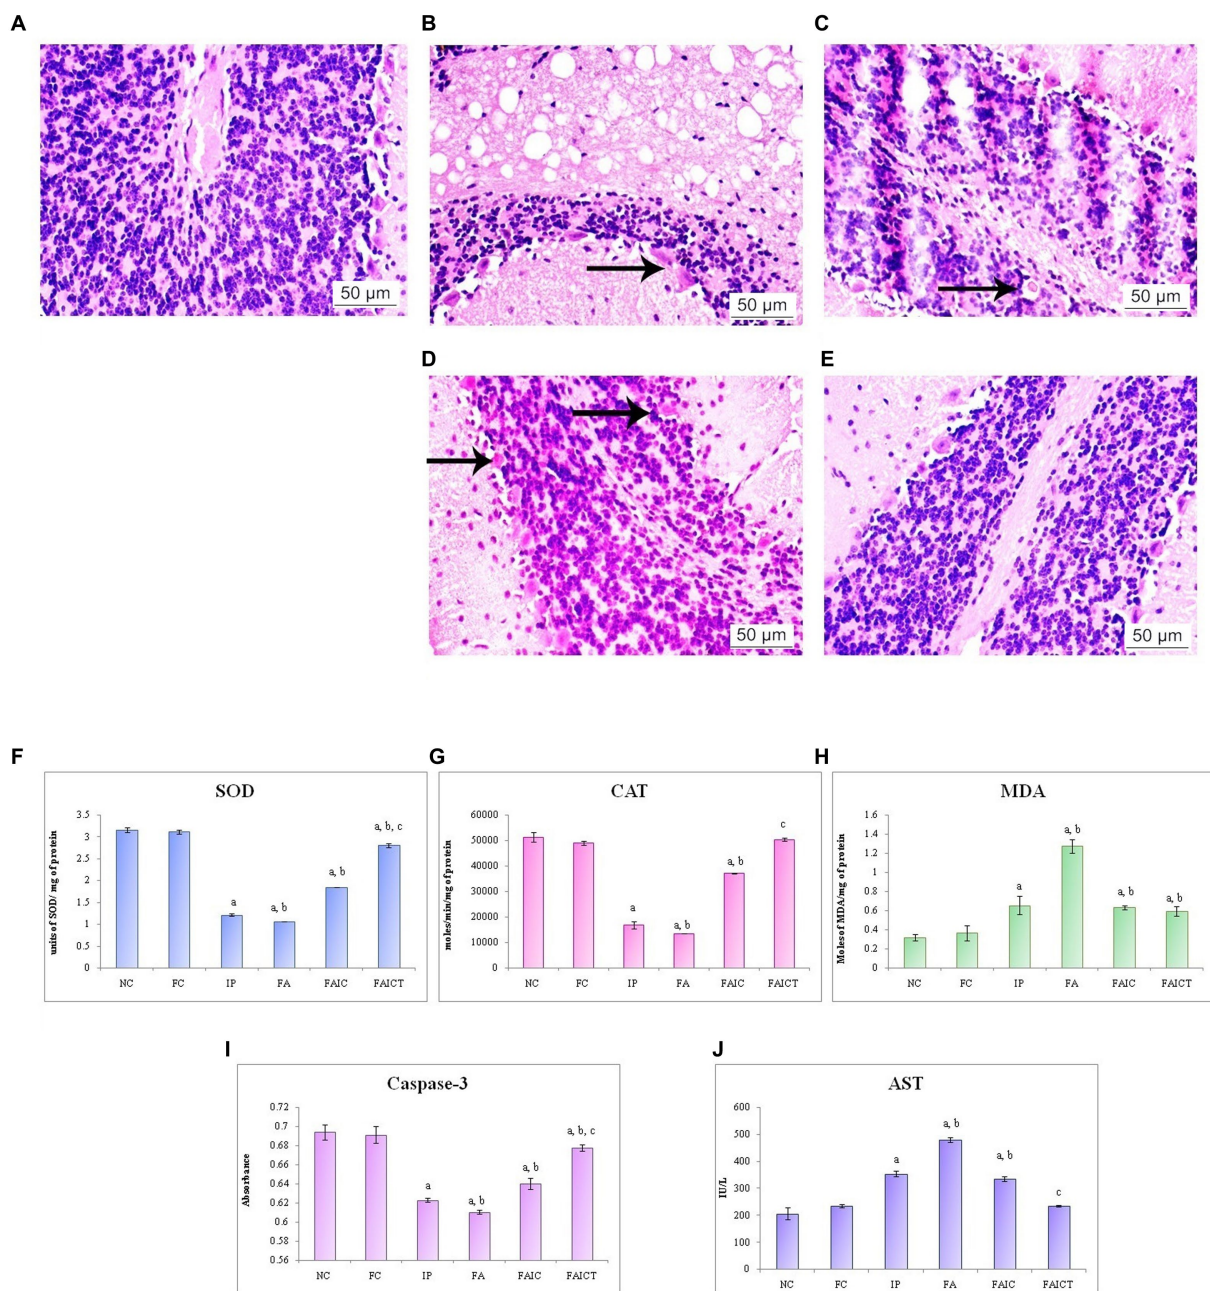 A
B
C
50 µm
50 µm
50 µm
D
E
50 µm
50 µm
F
G
H
SOD
units of SOD/ mg of protein
3.5
3
2.5
2
1.5
1
0.5
0
a
a, b
a, b
a, b, c
NC FC IP FA FAIC FAICT
CAT
moles/min/mg of protein
60000
50000
40000
30000
20000
10000
0
a
a, b
a, b
c
NC FC IP FA FAIC FAICT
MDA
Moles of MDA/mg of protein
1.6
1.4
1.2
1
0.8
0.6
0.4
0.2
0
a
a, b
a, b
a, b
NC FC IP FA FAIC FAICT
I
J
Caspase-3
Absorbance
0.72
0.7
0.68
0.66
0.64
0.62
0.6
0.58
0.56
a
a, b
a, b
a, b, c
NC FC IP FA FAIC FAICT
AST
IU/L
600
500
400
300
200
100
0
a
a, b
a, b
c
NC FC IP FA FAIC FAICT